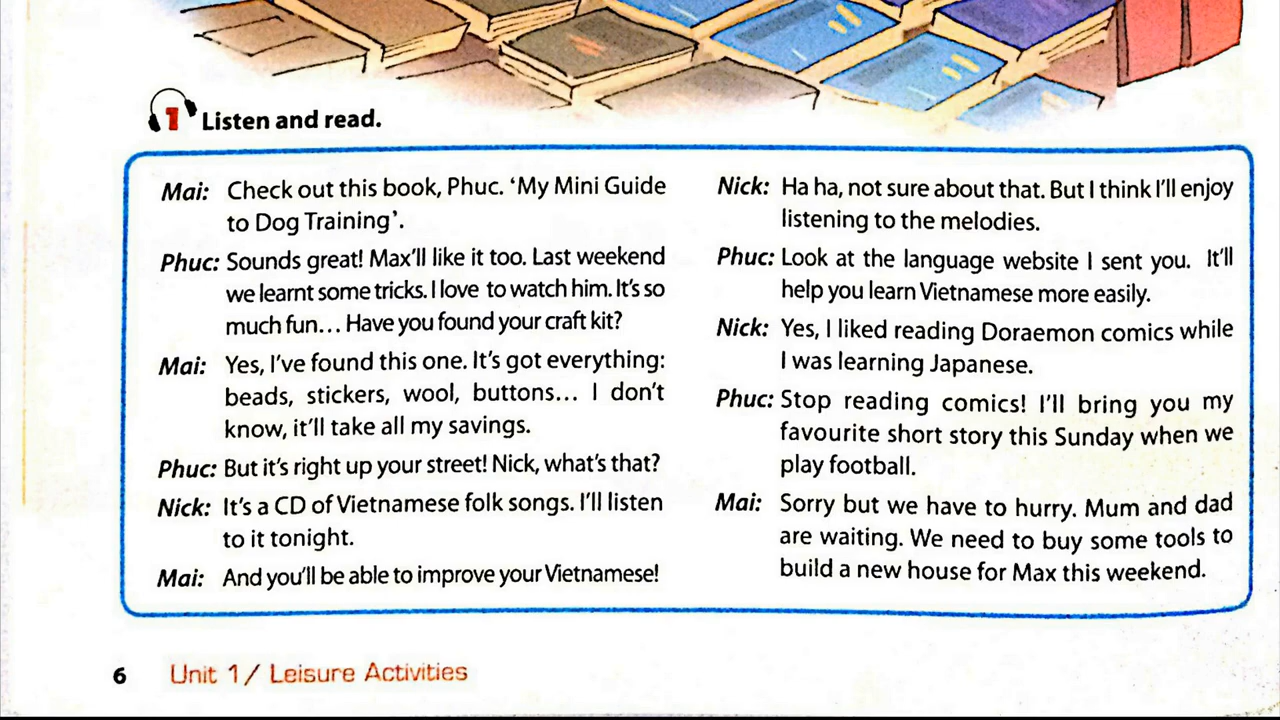 1 Listen and read.
Mai: Check out this book, Phuc. ‘My Mini Guide
to Dog Training’.
Phuc: Sounds great! Max’ll like it too. Last weekend
we learnt some tricks. I love to watch him. It’s so
much fun… Have you found your craft kit?
Mai: Yes, I’ve found this one. It’s got everything:
beads, stickers, wool, buttons… I don’t
know, it’ll take all my savings.
Phuc: But it’s right up your street! Nick, what’s that?
Nick: It’s a CD of Vietnamese folk songs. I’ll listen
to it tonight.
Mai: And you’ll be able to improve your Vietnamese!
Nick: Ha ha, not sure about that. But I think I’ll enjoy
listening to the melodies.
Phuc: Look at the language website I sent you. It’ll
help you learn Vietnamese more easily.
Nick: Yes, I liked reading Doraemon comics while
I was learning Japanese.
Phuc: Stop reading comics! I’ll bring you my
favourite short story this Sunday when we
play football.
Mai: Sorry but we have to hurry. Mum and dad
are waiting. We need to buy some tools to
build a new house for Max this weekend.
6 Unit 1 / Leisure Activities